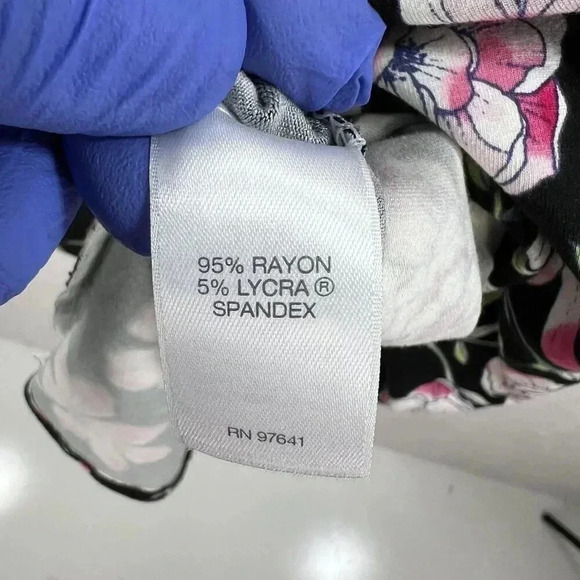 95% RAYON
5% LYCRA ®
SPANDEX
RN 97641